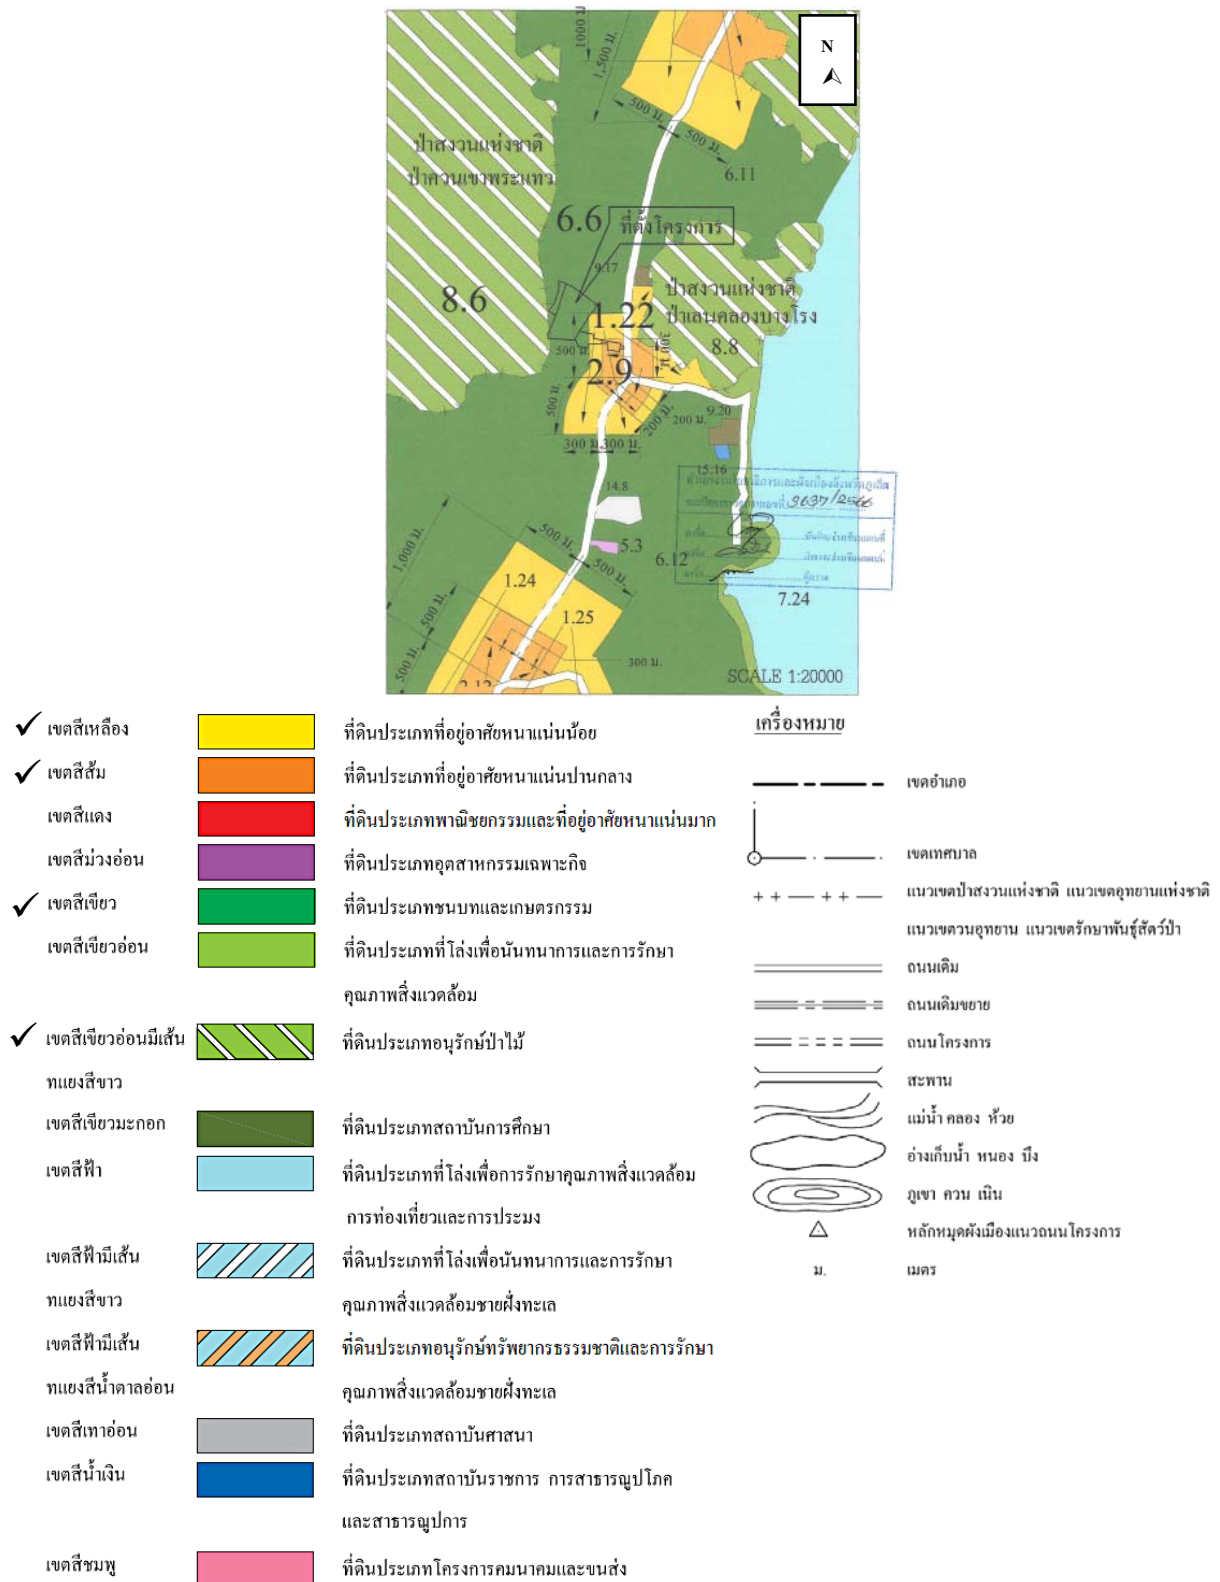 1000 ม.
N
1,500 ม.
500 ม.
500 ม.
ป่าสงวนแห่งชาติ
ป่าควนเขาพระแทว
6.11
6.6
ที่ตั้งโครงการ
9.17
8.6
ป่าสงวนแห่งชาติ
1.22
ป่าเลนคลองบางโรง
8.8
300 ม.
500 ม.
2.9
500 ม.
200 ม.
200 ม.
9.20
300 ม.
300 ม.
15.16
14.8
3637/2566
500 ม.
5.3
6.12
1,000 ม.
500 ม.
1.24
7.24
500 ม.
1.25
300 ม.
500 ม.
2.12
SCALE 1:20000
เขตสีเหลือง
ที่ดินประเภทที่อยู่อาศัยหนาแน่นน้อย
เขตสีส้ม
ที่ดินประเภทที่อยู่อาศัยหนาแน่นปานกลาง
เขตสีแดง
ที่ดินประเภทพาณิชยกรรมและที่อยู่อาศัยหนาแน่นมาก
เขตสีม่วงอ่อน
ที่ดินประเภทอุตสาหกรรมเฉพาะกิจ
เขตสีเขียว
ที่ดินประเภทชนบทและเกษตรกรรม
เขตสีเขียวอ่อน
ที่ดินประเภทที่โล่งเพื่อนันทนาการและการรักษา
คุณภาพสิ่งแวดล้อม
เขตสีเขียวอ่อนมีเส้น
ทแยงสีขาว
ที่ดินประเภทอนุรักษ์ป่าไม้
เขตสีเขียวมะกอก
ที่ดินประเภทสถาบันการศึกษา
เขตสีฟ้า
ที่ดินประเภทที่โล่งเพื่อการรักษาคุณภาพสิ่งแวดล้อม
การท่องเที่ยวและการประมง
เขตสีฟ้ามีเส้น
ทแยงสีขาว
ที่ดินประเภทที่โล่งเพื่อนันทนาการและการรักษา
คุณภาพสิ่งแวดล้อมชายฝั่งทะเล
เขตสีฟ้ามีเส้น
ทแยงสีน้ำตาลอ่อน
ที่ดินประเภทอนุรักษ์ทรัพยากรธรรมชาติและการรักษา
คุณภาพสิ่งแวดล้อมชายฝั่งทะเล
เขตสีเทาอ่อน
ที่ดินประเภทสถาบันศาสนา
เขตสีน้ำเงิน
ที่ดินประเภทสถาบันราชการ การสาธารณูปโภค
และสาธารณูปการ
เขตสีชมพู
ที่ดินประเภทโครงการคมนาคมและขนส่ง
เครื่องหมาย
เขตอำเภอ
เขตเทศบาล
แนวเขตป่าสงวนแห่งชาติ แนวเขตอุทยานแห่งชาติ
แนวเขตวนอุทยาน แนวเขตรักษาพันธุ์สัตว์ป่า
ถนนเดิม
ถนนเดิมขยาย
ถนนโครงการ
สะพาน
แม่น้ำ คลอง ห้วย
อ่างเก็บน้ำ หนอง บึง
ภูเขา ควน เนิน
หลักหมุดผังเมืองแนวถนนโครงการ
ม.
เมตร